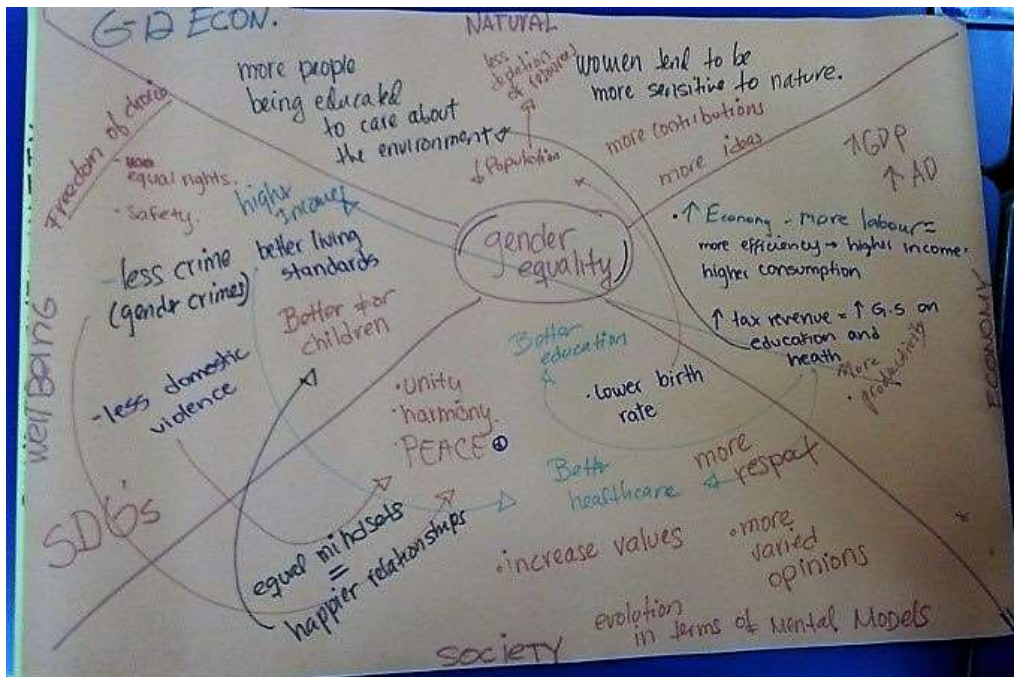 G-12 ECON.
NATURAL
more people
being educated
to care about
the environment
less
depletion
of resources
↓ Population
women tend to be
more sensitive to nature.
more contributions
more ideas
Freedom of choice
equal rights.
· Safety.
higher
Income
- less crime
(gender crimes)
better living
standards
Better for
children
- less domestic
violence
Well Being
SDG's
gender
equality
↑ GDP
↑ AD
· ↑ Economy - more labour =
more efficiency → higher income =
higher consumption
↑ tax revenue = ↑ G.S on
education and
heath
· More
productivity
ECONOMY
Better
education
· Lower birth
rate
· unity
· harmony.
· PEACE
Bettr
healthcare
more
respect
equal mindsets
=
happier relationships
· increase values
· more
varied
opinions
evolution
in terms of Mental Models
SOCIETY